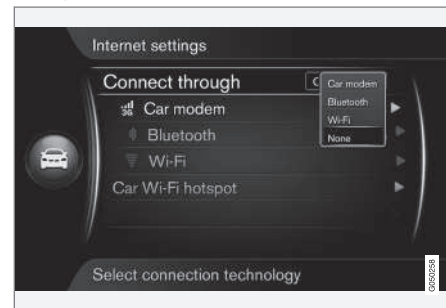 Internet settings
Connect through
Car modem
Bluetooth
Wi-Fi
None
3G Car modem
Bluetooth
Wi-Fi
Car Wi-Fi hotspot
Select connection technology
G050258